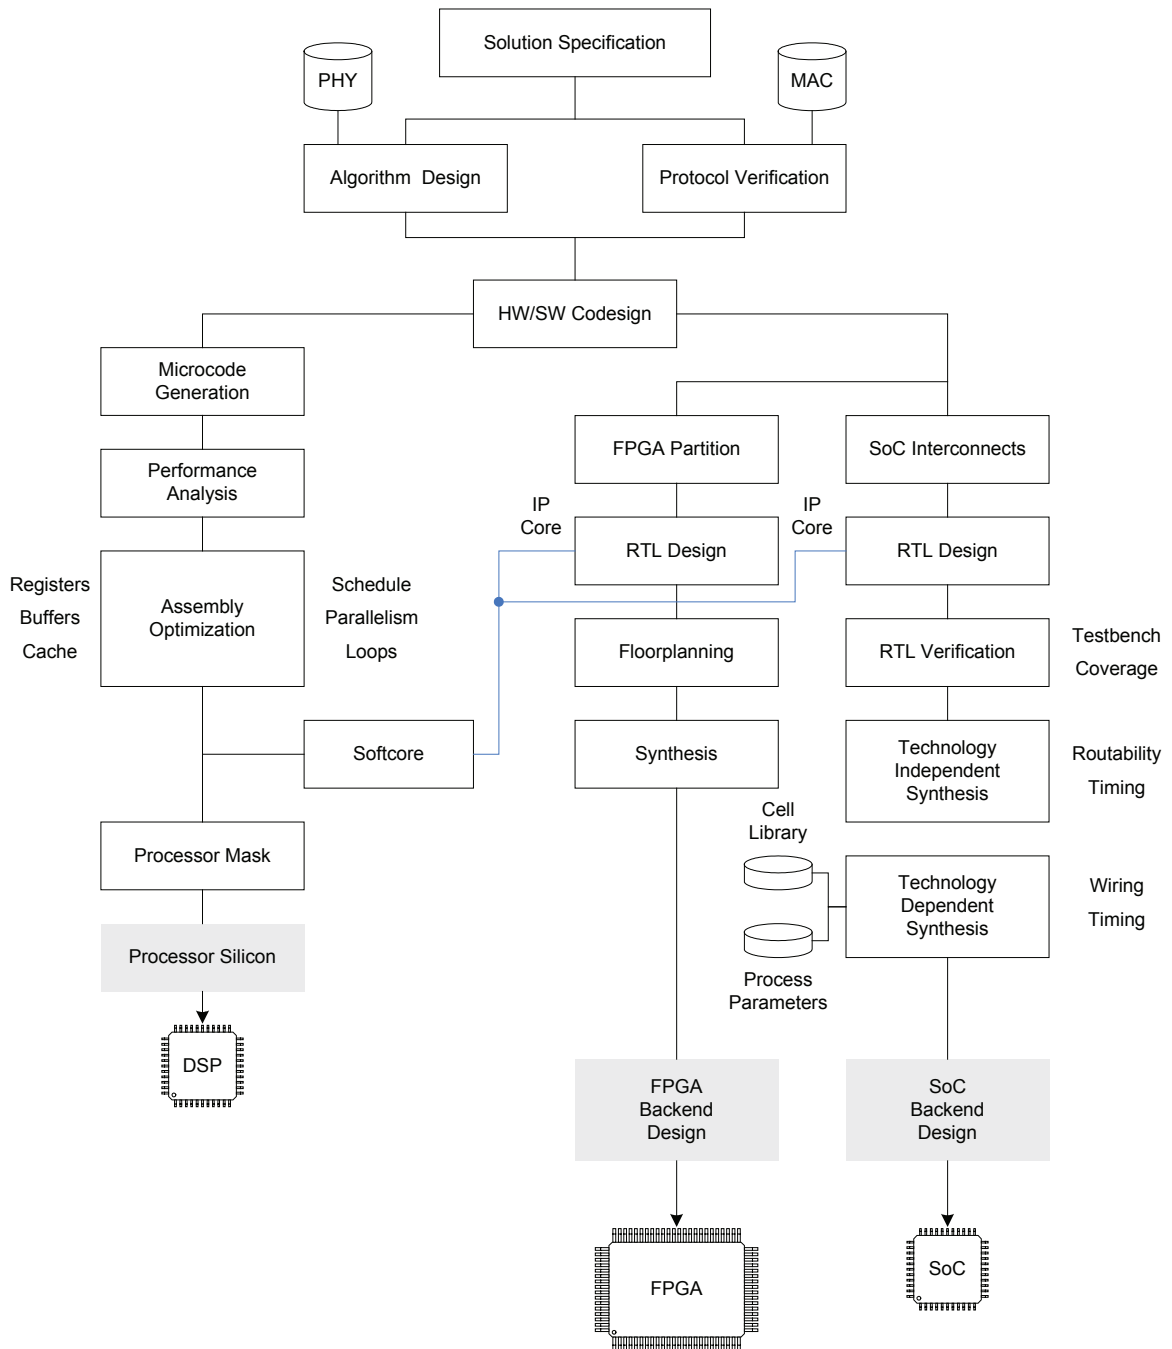 Solution Specification
PHY
MAC
Algorithm Design
Protocol Verification
HW/SW Codesign
Microcode
Generation
FPGA Partition
SoC Interconnects
Performance
Analysis
IP
Core
IP
Core
RTL Design
RTL Design
Registers
Buffers
Cache
Assembly
Optimization
Schedule
Parallelism
Loops
Floorplanning
RTL Verification
Testbench
Coverage
Softcore
Synthesis
Technology
Independent
Synthesis
Routability
Timing
Cell
Library
Processor Mask
Technology
Dependent
Synthesis
Wiring
Timing
Processor Silicon
Process
Parameters
DSP
FPGA
Backend
Design
SoC
Backend
Design
FPGA
SoC